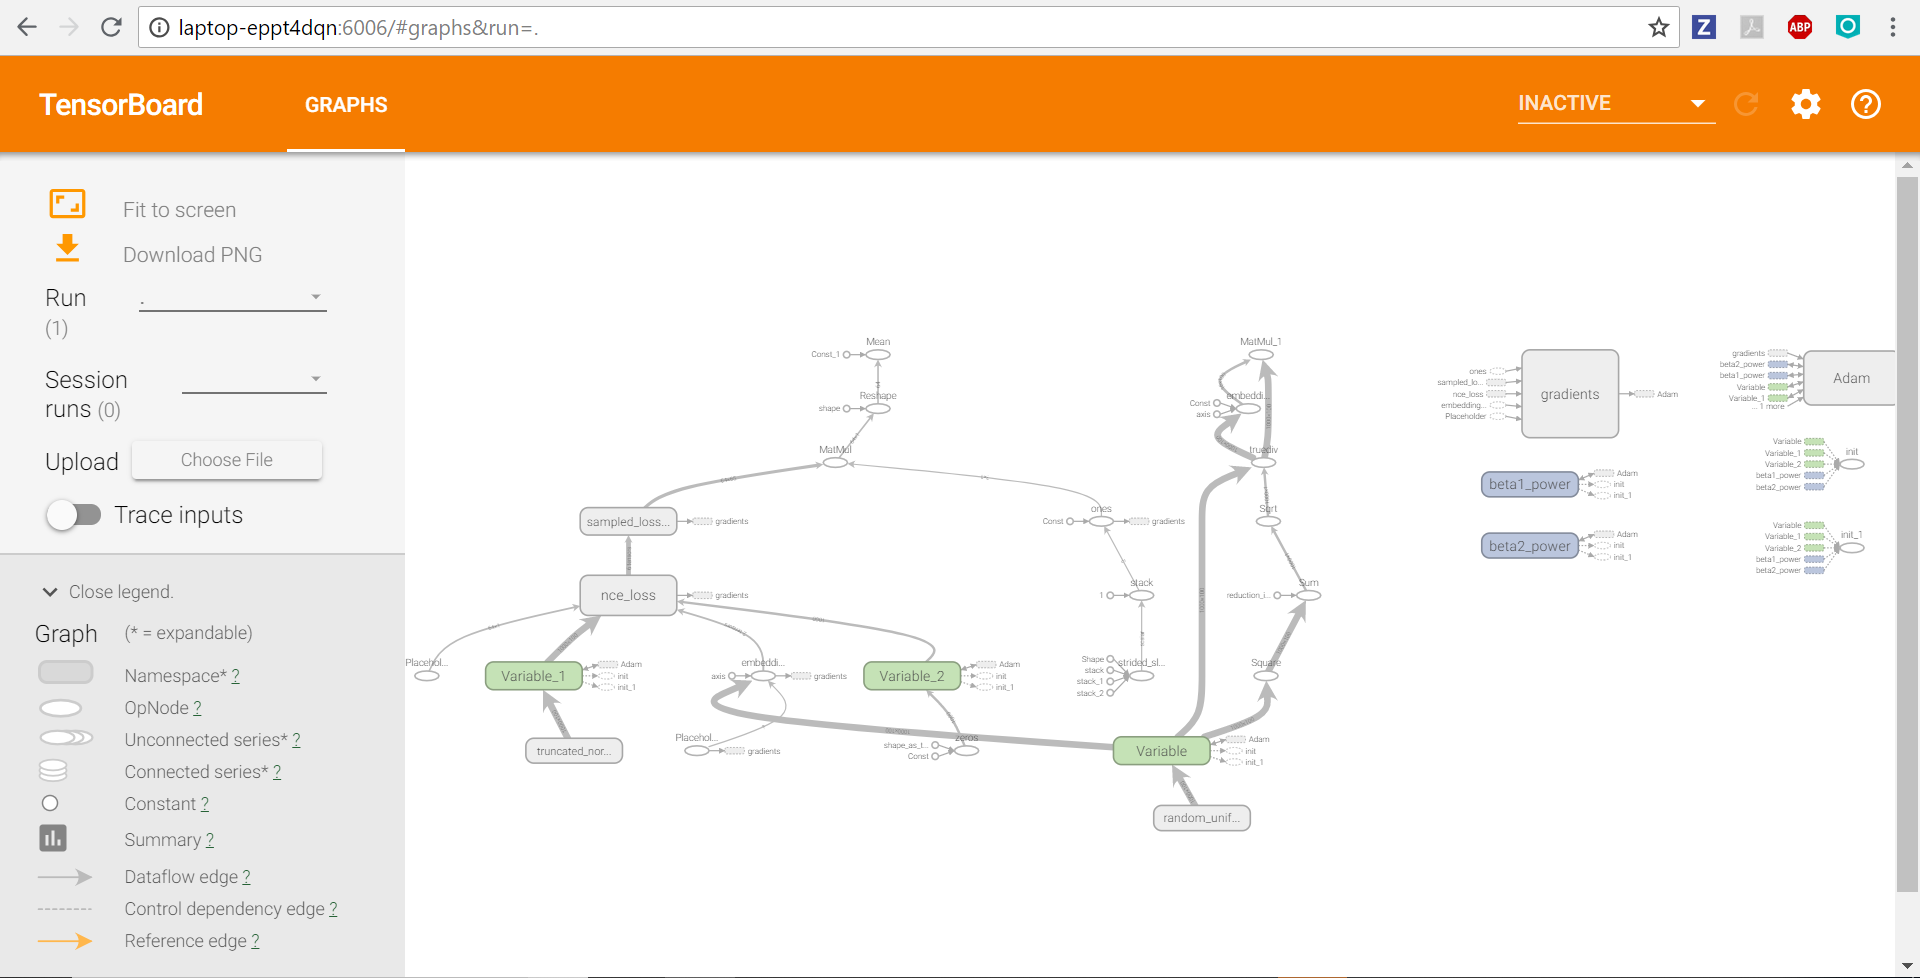 laptop-eppt4dqn:6006/#graphs&run=.
Z
ABP
TensorBoard
GRAPHS
INACTIVE
Fit to screen
Download PNG
Run
(1)
.
Session
runs (0)
Upload
Choose File
Trace inputs
Close legend.
Graph
(* = expandable)
Namespace* ?
OpNode ?
Unconnected series* ?
Connected series* ?
Constant ?
Summary ?
Dataflow edge ?
Control dependency edge ?
Reference edge ?
Mean
Const_1
Reshape
shape
MatMul
sampled_loss...
gradients
nce_loss
gradients
Placehol...
Variable_1
Adam
init
init_1
truncated_nor...
embeddi...
axis
gradients
Placehol...
gradients
Variable_2
Adam
init
init_1
zeros
shape_as_t...
Const
ones
Const
gradients
stack
1
strided_sl...
Shape
stack
stack_1
stack_2
MatMul_1
embeddi...
Const
axis
truediv
Sqrt
Sum
reduction_i...
Square
Variable
Adam
init
init_1
random_unif...
gradients
ones
sampled_lo...
nce_loss
embedding...
Placeholder
Adam
beta1_power
Adam
init
init_1
beta2_power
Adam
init
init_1
Adam
gradients
beta2_power
beta1_power
Variable
Variable_1
... 1 more
init
Variable
Variable_1
Variable_2
beta1_power
beta2_power
init_1
Variable
Variable_1
Variable_2
beta1_power
beta2_power